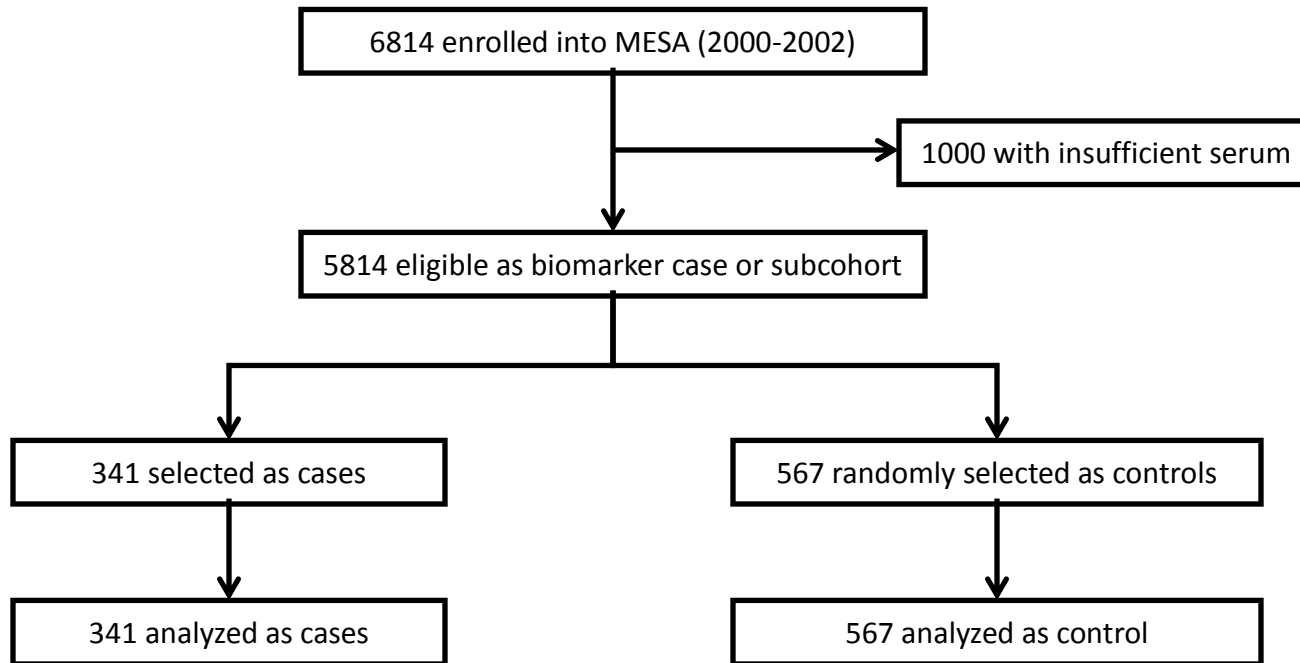 6814 enrolled into MESA (2000-2002)
1000 with insufficient serum
5814 eligible as biomarker case or subcohort
341 selected as cases
567 randomly selected as controls
341 analyzed as cases
567 analyzed as control